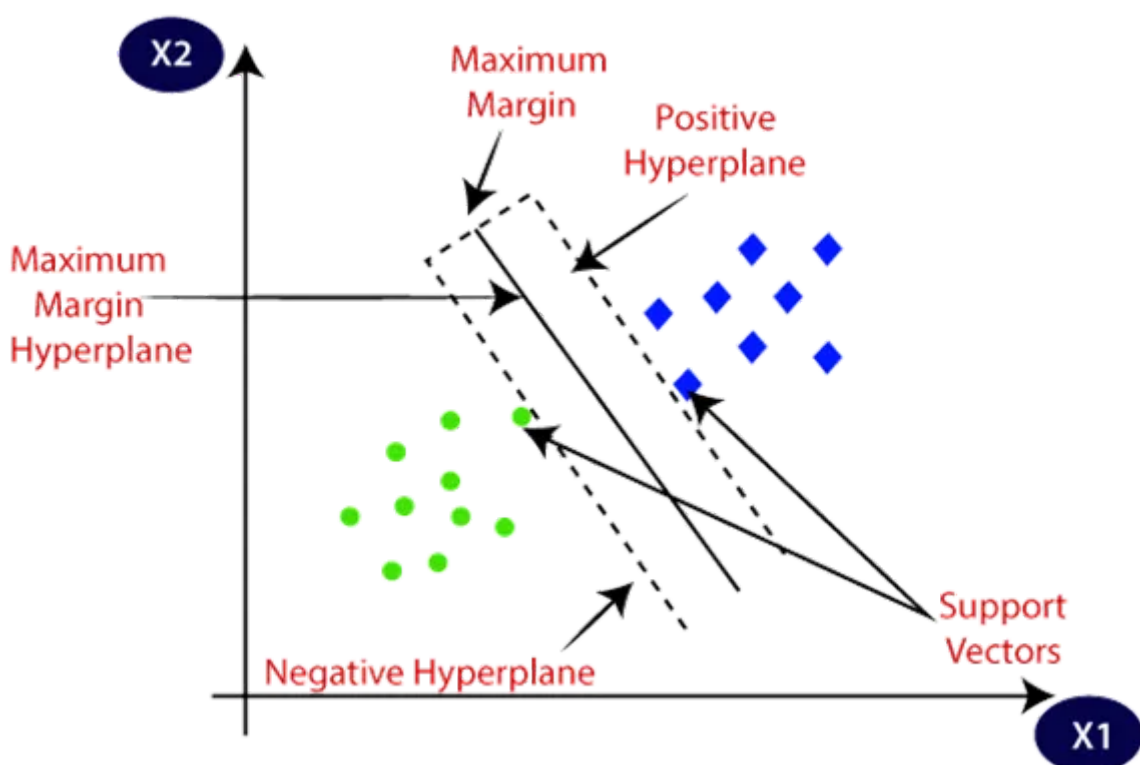 X2
Maximum
Margin
Positive
Hyperplane
Maximum
Margin
Hyperplane
Support
Vectors
Negative Hyperplane
X1